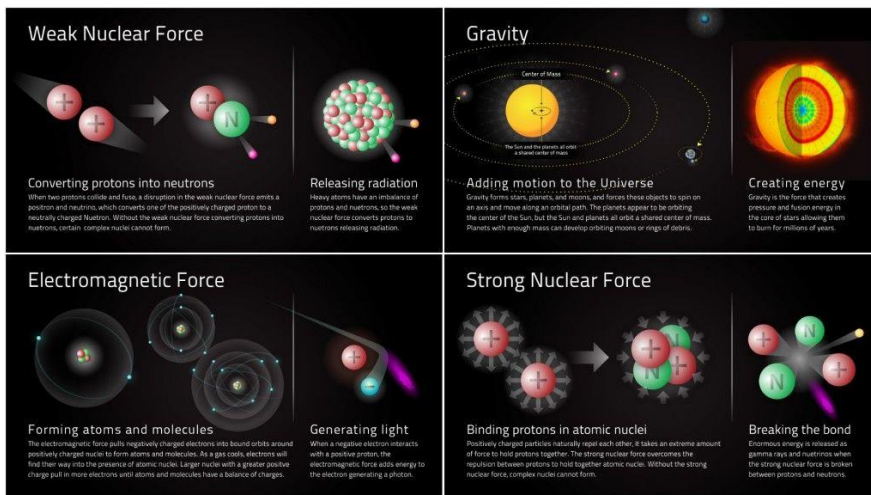 Weak Nuclear Force
+
+
+
N
Converting protons into neutrons
When two protons collide and fuse, a disruption in the weak nuclear force emits a
positron and neutrino, which converts one of the positively charged proton to a
neutrally charged Nuetron. Without the weak nuclear force converting protons into
nuetrons, certain complex nuclei cannot form.
Releasing radiation
Heavy atoms have an imbalance of
protons and nuetrons, so the weak
nuclear force converts protons to
nuetrons releasing radiation.
Gravity
Center of Mass
The Sun and the planets all orbit
a shared center of mass
Adding motion to the Universe
Gravity forms stars, planets, and moons, and forces these objects to spin on
an axis and move along an orbital path. The planets appear to be orbiting
the center of the Sun, but the Sun and planets all orbit a shared center of mass.
Planets with enough mass can develop orbiting moons or rings of debris.
Creating energy
Gravity is the force that creates
pressure and fusion energy in
the core of stars allowing them
to burn for millions of years.
Electromagnetic Force
+
−
Forming atoms and molecules
The electromagnetic force pulls negatively charged electrons into bound orbits around
positively charged nuclei to form atoms and molecules. As a gas cools, electrons will
find their way into the presence of atomic nuclei. Larger nuclei with a greater positive
charge pull in more electrons until atoms and molecules have a balance of charges.
Generating light
When a negative electron interacts
with a positive proton, the
electromagnetic force adds energy to
the electron generating a photon.
Strong Nuclear Force
+
+
+
N
N
+
+
N
N
+
Binding protons in atomic nuclei
Positively charged particles naturally repel each other, it takes an extreme amount
of force to hold protons together. The strong nuclear force overcomes the
repulsion between protons to hold together atomic nuclei. Without the strong
nuclear force, complex nuclei cannot form.
Breaking the bond
Enormous energy is released as
gamma rays and nuetrinos when
the strong nuclear force is broken
between protons and neutrons.